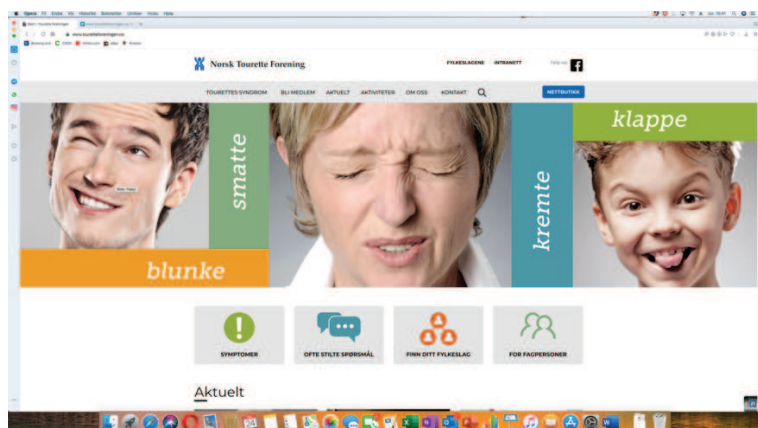 Opera
Norsk Tourette Forening
FYLKESLAGENE INTRANETT
TOURETTES SYNDROM BLI MEDLEM AKTUELT AKTIVITETER OM OSS KONTAKT NETTBUTIKK
klappe
smatte
kremte
blunke
SYMPTOMER OFTE STILTE SPØRSMÅL FINN DITT FYLKESLAG FOR FAGPERSONER
Aktuelt